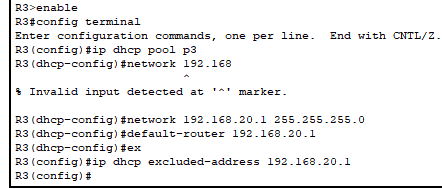 R3>enable
R3#config terminal
Enter configuration commands, one per line.  End with CNTL/Z.
R3(config)#ip dhcp pool p3
R3(dhcp-config)#network 192.168
^
% Invalid input detected at '^' marker.
R3(dhcp-config)#network 192.168.20.1 255.255.255.0
R3(dhcp-config)#default-router 192.168.20.1
R3(dhcp-config)#ex
R3(config)#ip dhcp excluded-address 192.168.20.1
R3(config)#